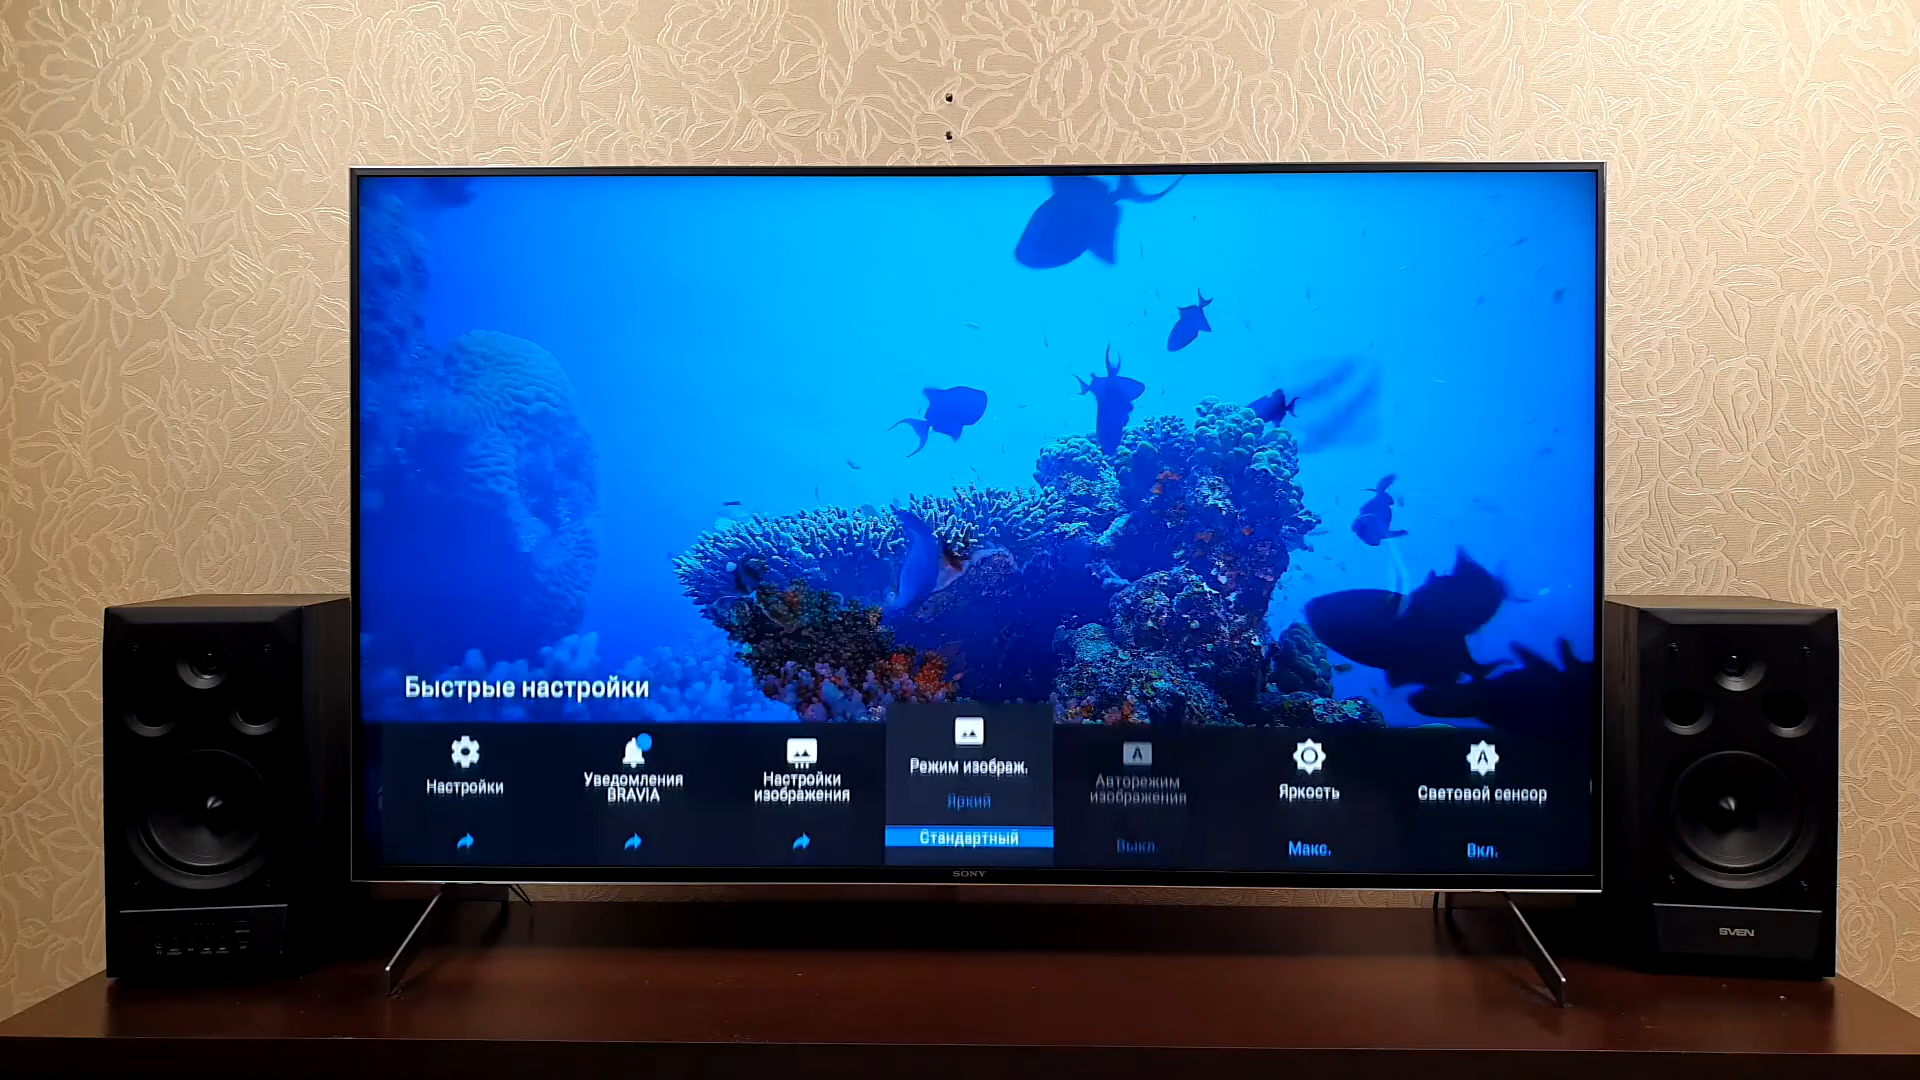 Быстрые настройки
Настройки
Уведомления
BRAVIA
Настройки
изображения
Режим изображ.
Яркий
Стандартный
Авторежим
изображения
Выкл.
Яркость
Макс.
Световой сенсор
Вкл.
SONY
SVEN